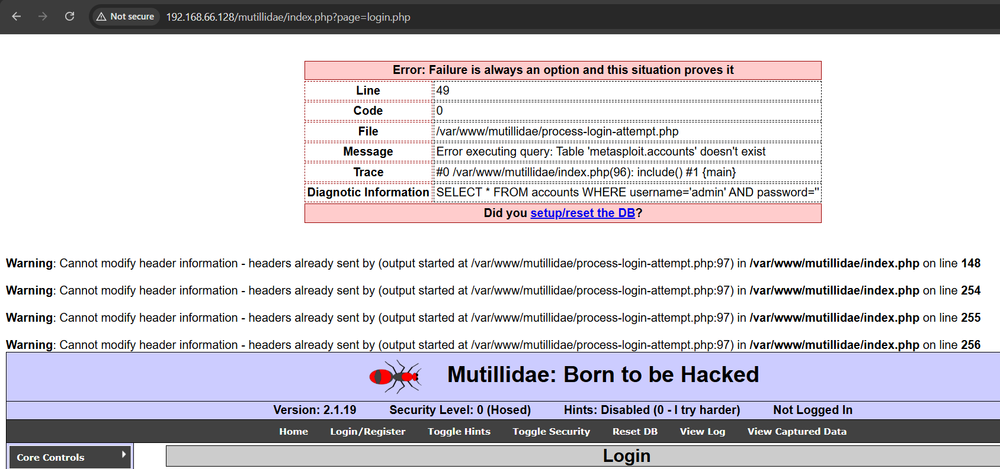 Not secure 192.168.66.128/mutillidae/index.php?page=login.php
Error: Failure is always an option and this situation proves it
Line 49
Code 0
File /var/www/mutillidae/process-login-attempt.php
Message Error executing query: Table 'metasploit.accounts' doesn't exist
Trace #0 /var/www/mutillidae/index.php(96): include() #1 {main}
Diagnotic Information SELECT * FROM accounts WHERE username='admin' AND password=''
Did you setup/reset the DB?
Warning: Cannot modify header information - headers already sent by (output started at /var/www/mutillidae/process-login-attempt.php:97) in /var/www/mutillidae/index.php on line 148
Warning: Cannot modify header information - headers already sent by (output started at /var/www/mutillidae/process-login-attempt.php:97) in /var/www/mutillidae/index.php on line 254
Warning: Cannot modify header information - headers already sent by (output started at /var/www/mutillidae/process-login-attempt.php:97) in /var/www/mutillidae/index.php on line 255
Warning: Cannot modify header information - headers already sent by (output started at /var/www/mutillidae/process-login-attempt.php:97) in /var/www/mutillidae/index.php on line 256
Mutillidae: Born to be Hacked
Version: 2.1.19 Security Level: 0 (Hosed) Hints: Disabled (0 - I try harder) Not Logged In
Home Login/Register Toggle Hints Toggle Security Reset DB View Log View Captured Data
Core Controls
Login